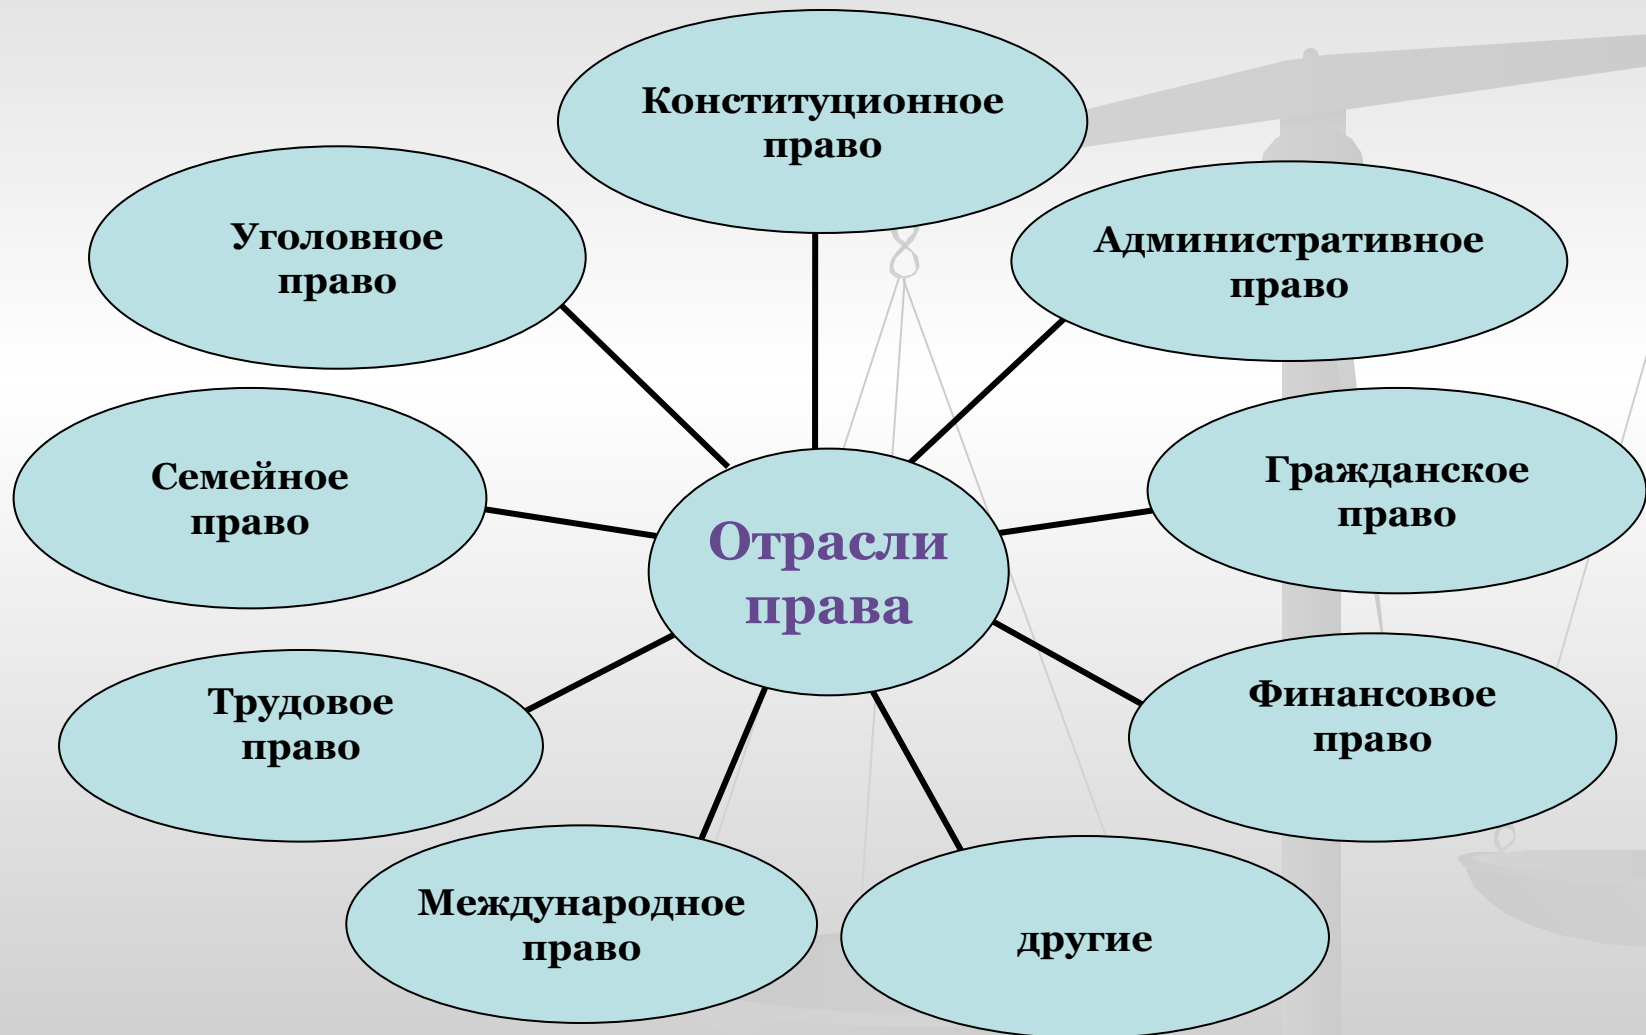 Конституционное
право
Уголовное
право
Административное
право
Семейное
право
Гражданское
право
Отрасли
права
Трудовое
право
Финансовое
право
Международное
право
другие